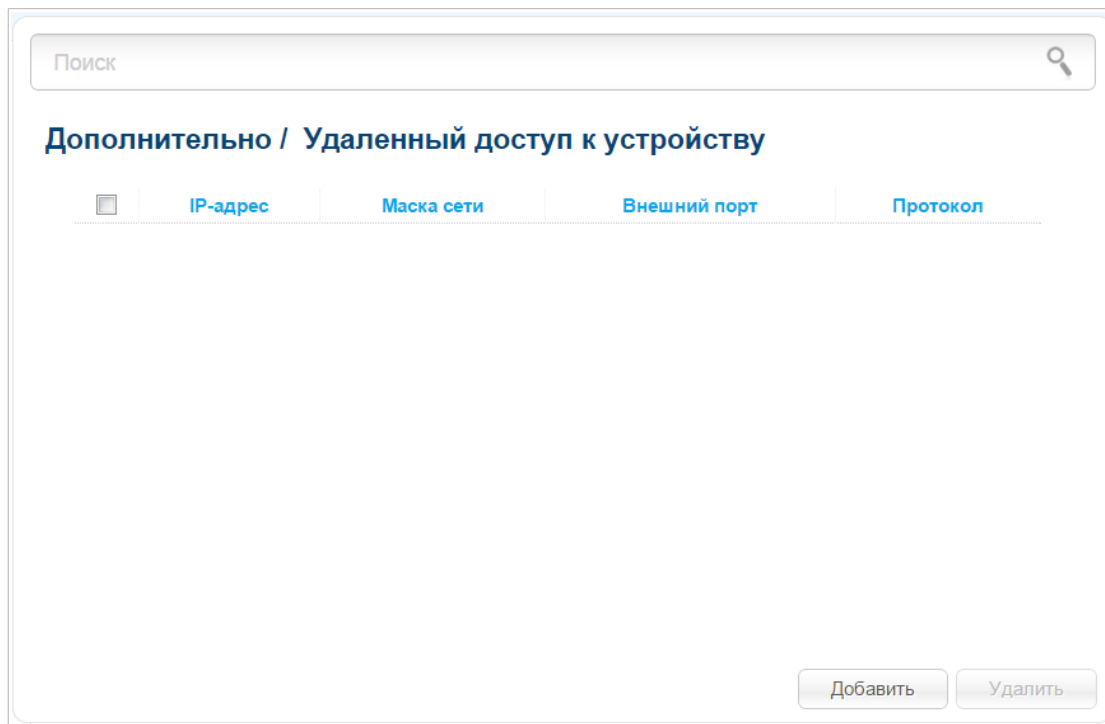 Поиск
Дополнительно / Удаленный доступ к устройству
IP-адрес Маска сети Внешний порт Протокол
Добавить Удалить